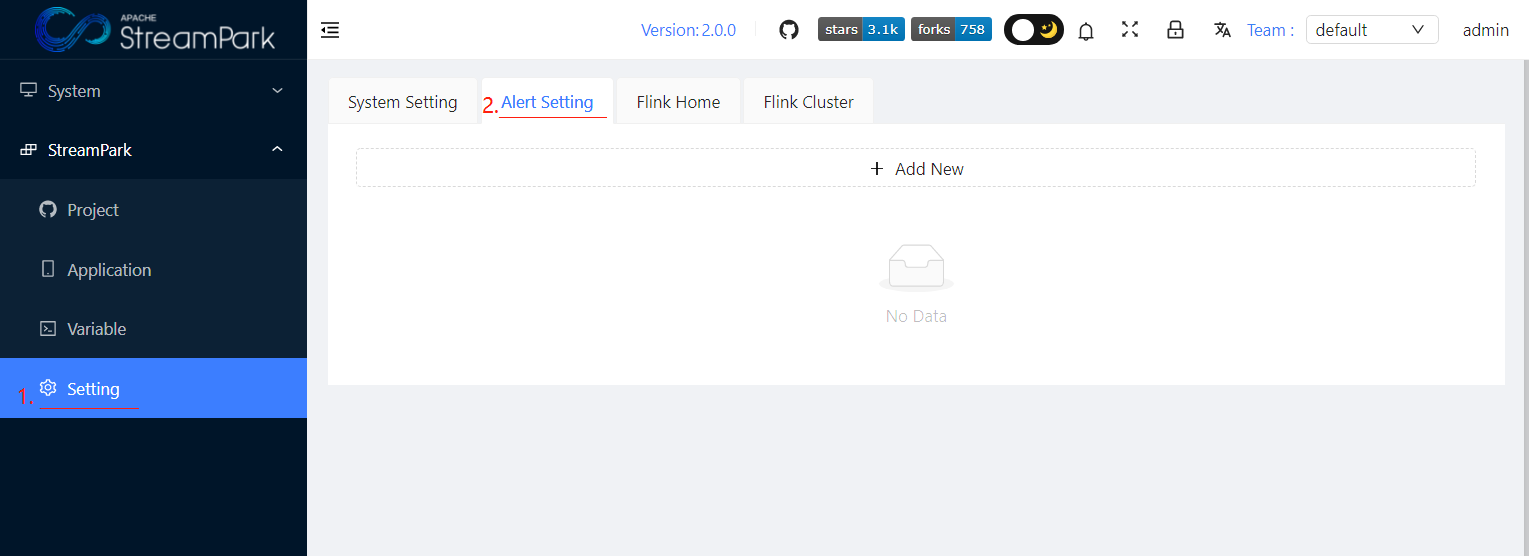 APACHE
StreamPark
Version: 2.0.0
stars 3.1k
forks 758
Team :
default
admin
System
StreamPark
Project
Application
Variable
1. Setting
System Setting
2. Alert Setting
Flink Home
Flink Cluster
+ Add New
No Data